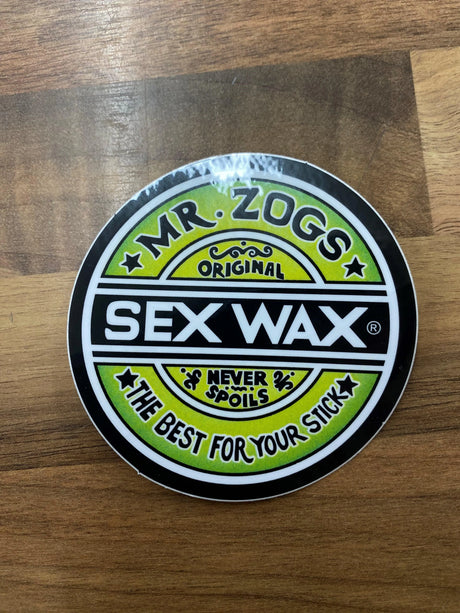 MR. ZOGS
ORIGINAL
SEX WAX®
NEVER
SPOILS
THE BEST FOR YOUR STICK